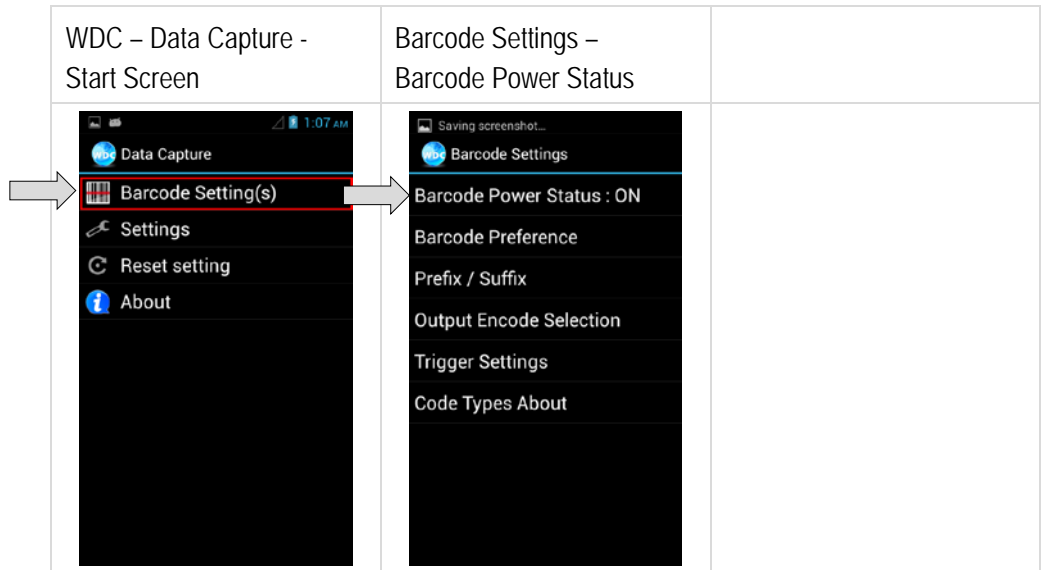 WDC – Data Capture -
Start Screen
Barcode Settings –
Barcode Power Status
1:07 AM
WDC Data Capture
Barcode Setting(s)
Settings
Reset setting
About
Saving screenshot...
WDC Barcode Settings
Barcode Power Status : ON
Barcode Preference
Prefix / Suffix
Output Encode Selection
Trigger Settings
Code Types About